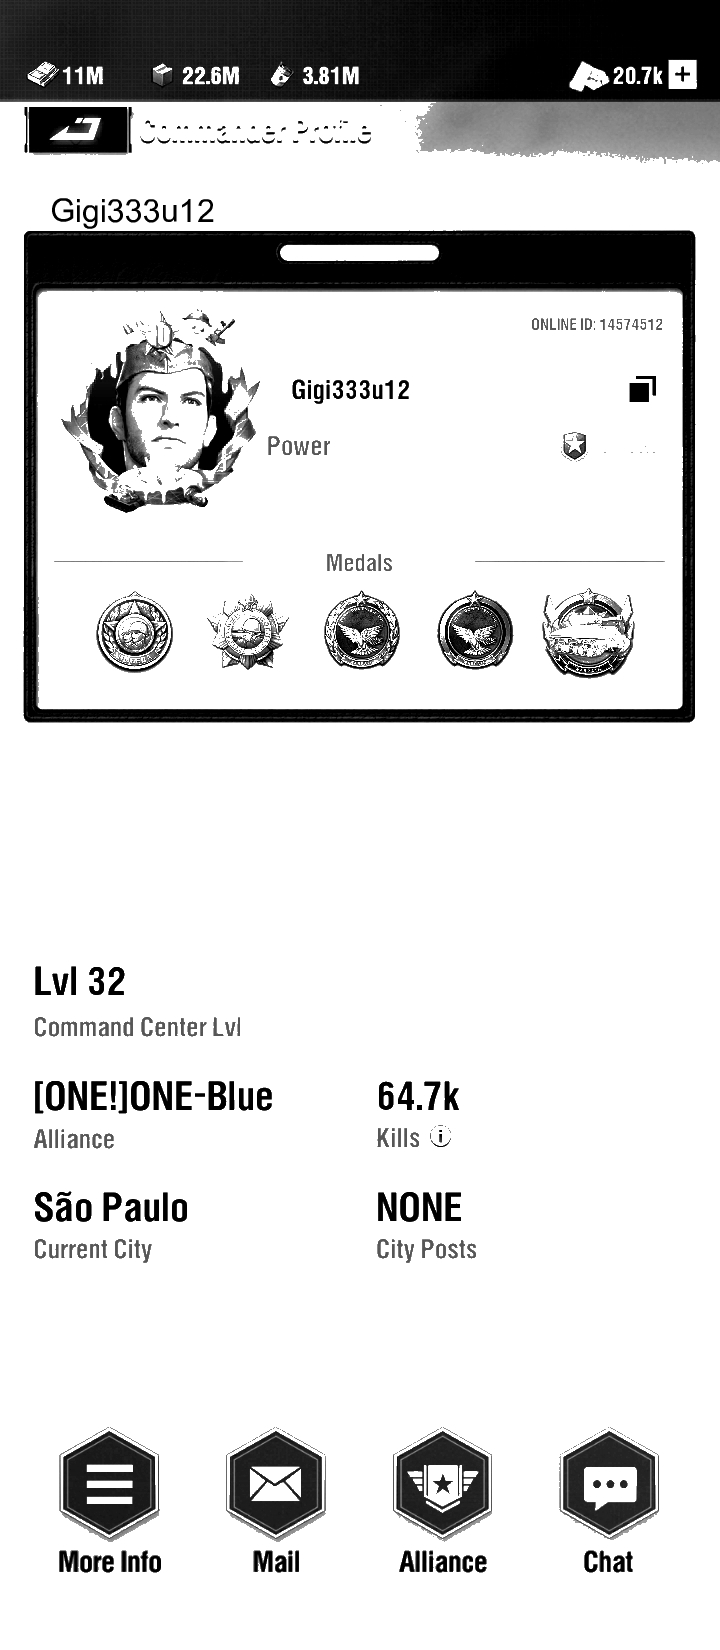 11M 22.6M 3.81M 20.7k +
Commander Profile
Gigi333u12
ONLINE ID: 14574512
Gigi333u12
Power
Medals
Lvl 32
Command Center Lvl
[ONE!]ONE-Blue 64.7k
Alliance Kills
São Paulo NONE
Current City City Posts
More Info Mail Alliance Chat